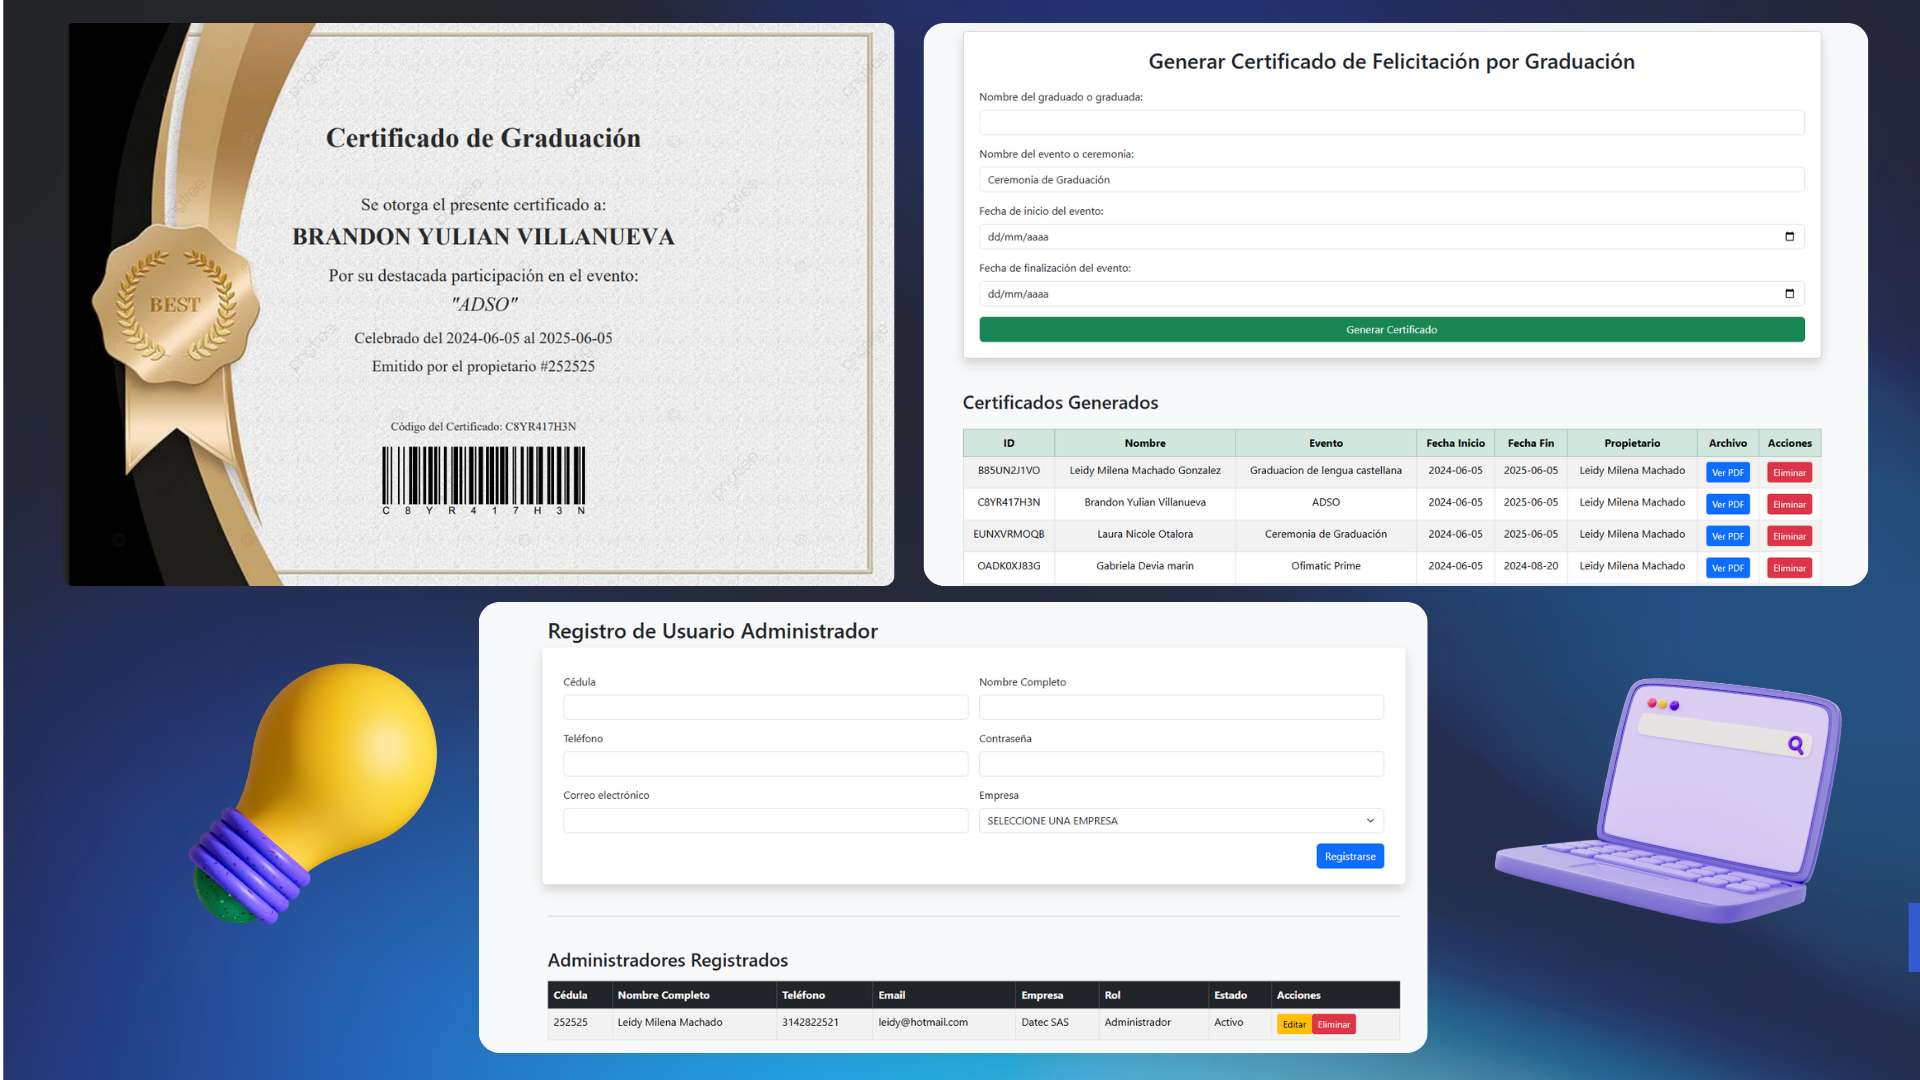 Certificado de Graduación
Se otorga el presente certificado a:
BRANDON YULIAN VILLANUEVA
Por su destacada participación en el evento:
"ADSO"
Celebrado del 2024-06-05 al 2025-06-05
Emitido por el propietario #252525
BEST
Código del Certificado: C8YR417H3N
C 8 Y R 4 1 7 H 3 N
pngtree
pngtree
pngtree
pngtree
pngtree
pngtree
pngtree
pngtree
pngtree
Generar Certificado de Felicitación por Graduación
Nombre del graduado o graduada:
Nombre del evento o ceremonia:
Ceremonia de Graduación
Fecha de inicio del evento:
dd/mm/aaaa
Fecha de finalización del evento:
dd/mm/aaaa
Generar Certificado
Certificados Generados
ID Nombre Evento Fecha Inicio Fecha Fin Propietario Archivo Acciones
B85UN2J1VO Leidy Milena Machado Gonzalez Graduacion de lengua castellana 2024-06-05 2025-06-05 Leidy Milena Machado Ver PDF Eliminar
C8YR417H3N Brandon Yulian Villanueva ADSO 2024-06-05 2025-06-05 Leidy Milena Machado Ver PDF Eliminar
EUNXVRMOQB Laura Nicole Otalora Ceremonia de Graduación 2024-06-05 2025-06-05 Leidy Milena Machado Ver PDF Eliminar
OADK0XJ83G Gabriela Devia marin Ofimatic Prime 2024-06-05 2024-08-20 Leidy Milena Machado Ver PDF Eliminar
Registro de Usuario Administrador
Cédula Nombre Completo
Teléfono Contraseña
Correo electrónico Empresa
SELECCIONE UNA EMPRESA
Registrarse
Administradores Registrados
Cédula Nombre Completo Teléfono Email Empresa Rol Estado Acciones
252525 Leidy Milena Machado 3142822521 leidy@hotmail.com Datec SAS Administrador Activo Editar Eliminar